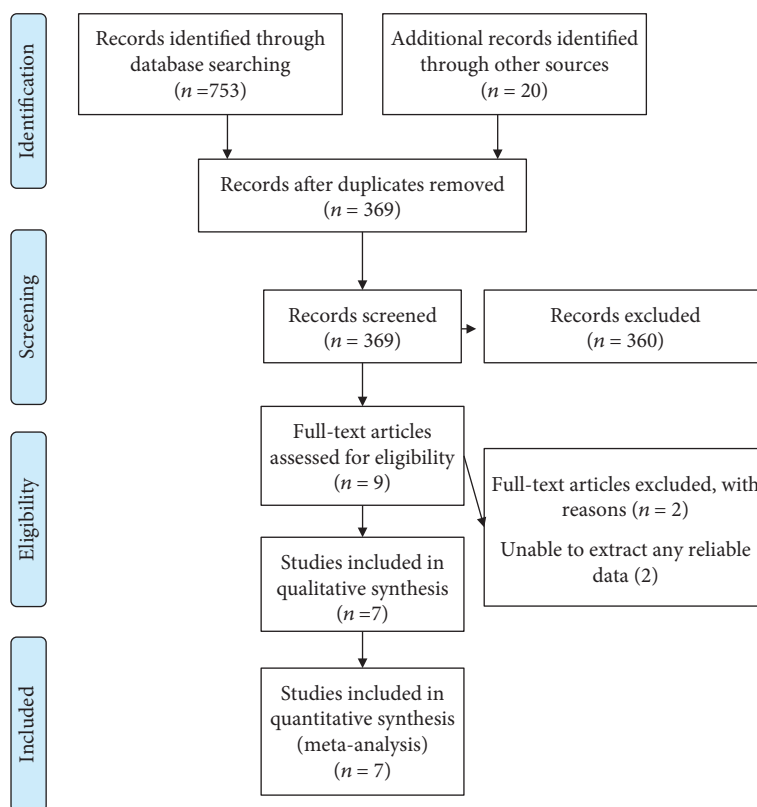 Identification
Records identified through
database searching
(n =753)
Additional records identified
through other sources
(n = 20)
Records after duplicates removed
(n = 369)
Screening
Records screened
(n = 369)
Records excluded
(n = 360)
Eligibility
Full-text articles
assessed for eligibility
(n = 9)
Full-text articles excluded, with
reasons (n = 2)
Unable to extract any reliable
data (2)
Studies included in
qualitative synthesis
(n =7)
Included
Studies included in
quantitative synthesis
(meta-analysis)
(n = 7)